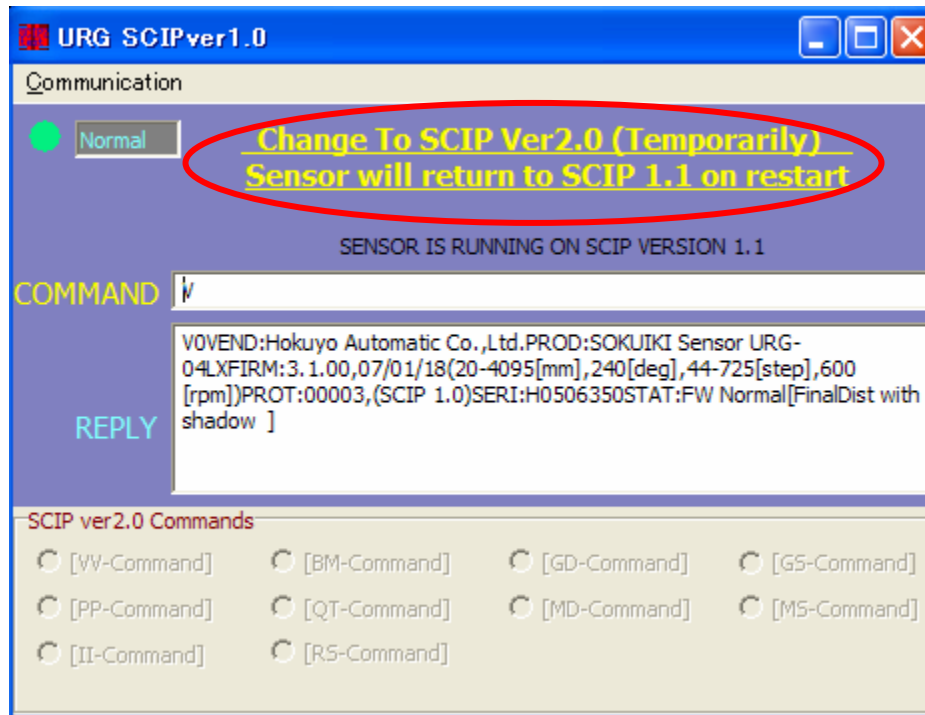 URG SCIPver1.0
Communication
Normal
Change To SCIP Ver2.0 (Temporarily)
Sensor will return to SCIP 1.1 on restart
SENSOR IS RUNNING ON SCIP VERSION 1.1
COMMAND V
V0VEND:Hokuyo Automatic Co.,Ltd.PROD:SOKUIKI Sensor URG-
04LXFIRM:3.1.00,07/01/18(20-4095[mm],240[deg],44-725[step],600
[rpm])PROT:00003,(SCIP 1.0)SERI:H0506350STAT:FW Normal[FinalDist with
shadow ]
REPLY
SCIP ver2.0 Commands
[VV-Command] [BM-Command] [GD-Command] [GS-Command]
[PP-Command] [QT-Command] [MD-Command] [MS-Command]
[II-Command] [RS-Command]